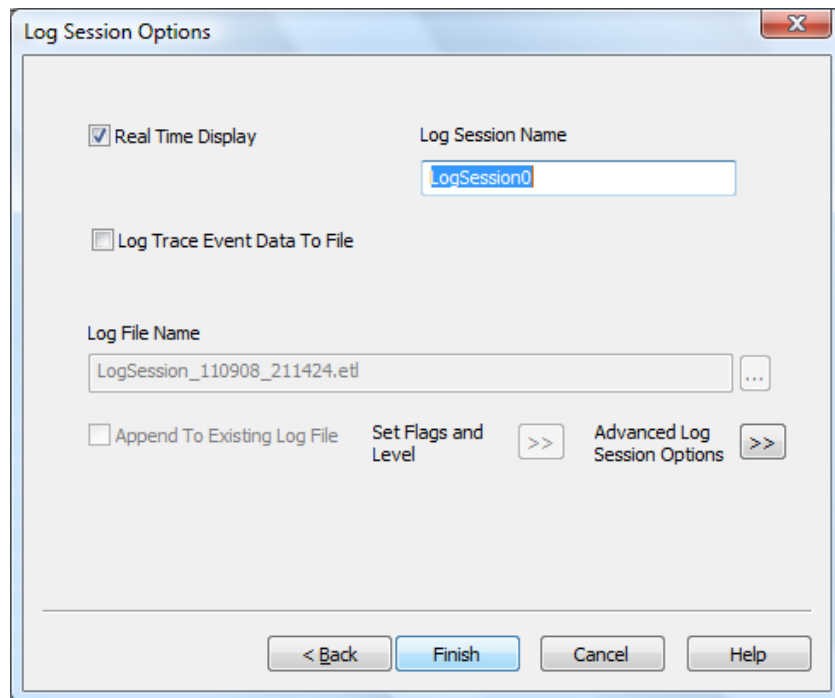 Log Session Options
Real Time Display
Log Session Name
LogSession0
Log Trace Event Data To File
Log File Name
LogSession_110908_211424.etl
...
Append To Existing Log File
Set Flags and
Level
>>
Advanced Log
Session Options
>>
< Back
Finish
Cancel
Help